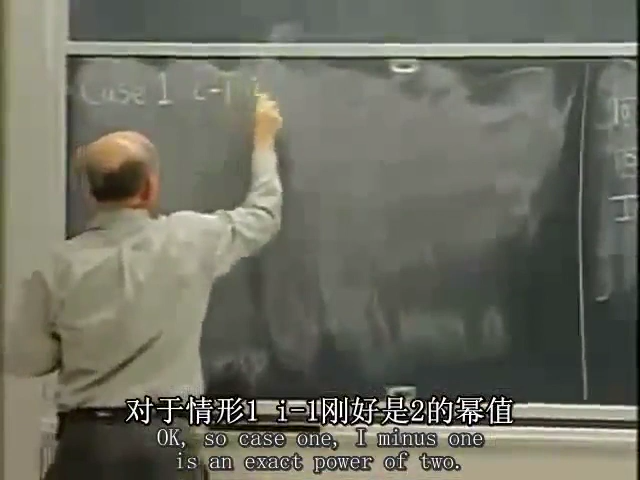 Case 1 i-1 i
对于情形1 i-1刚好是2的幂值
OK, so case one, I minus one
is an exact power of two.